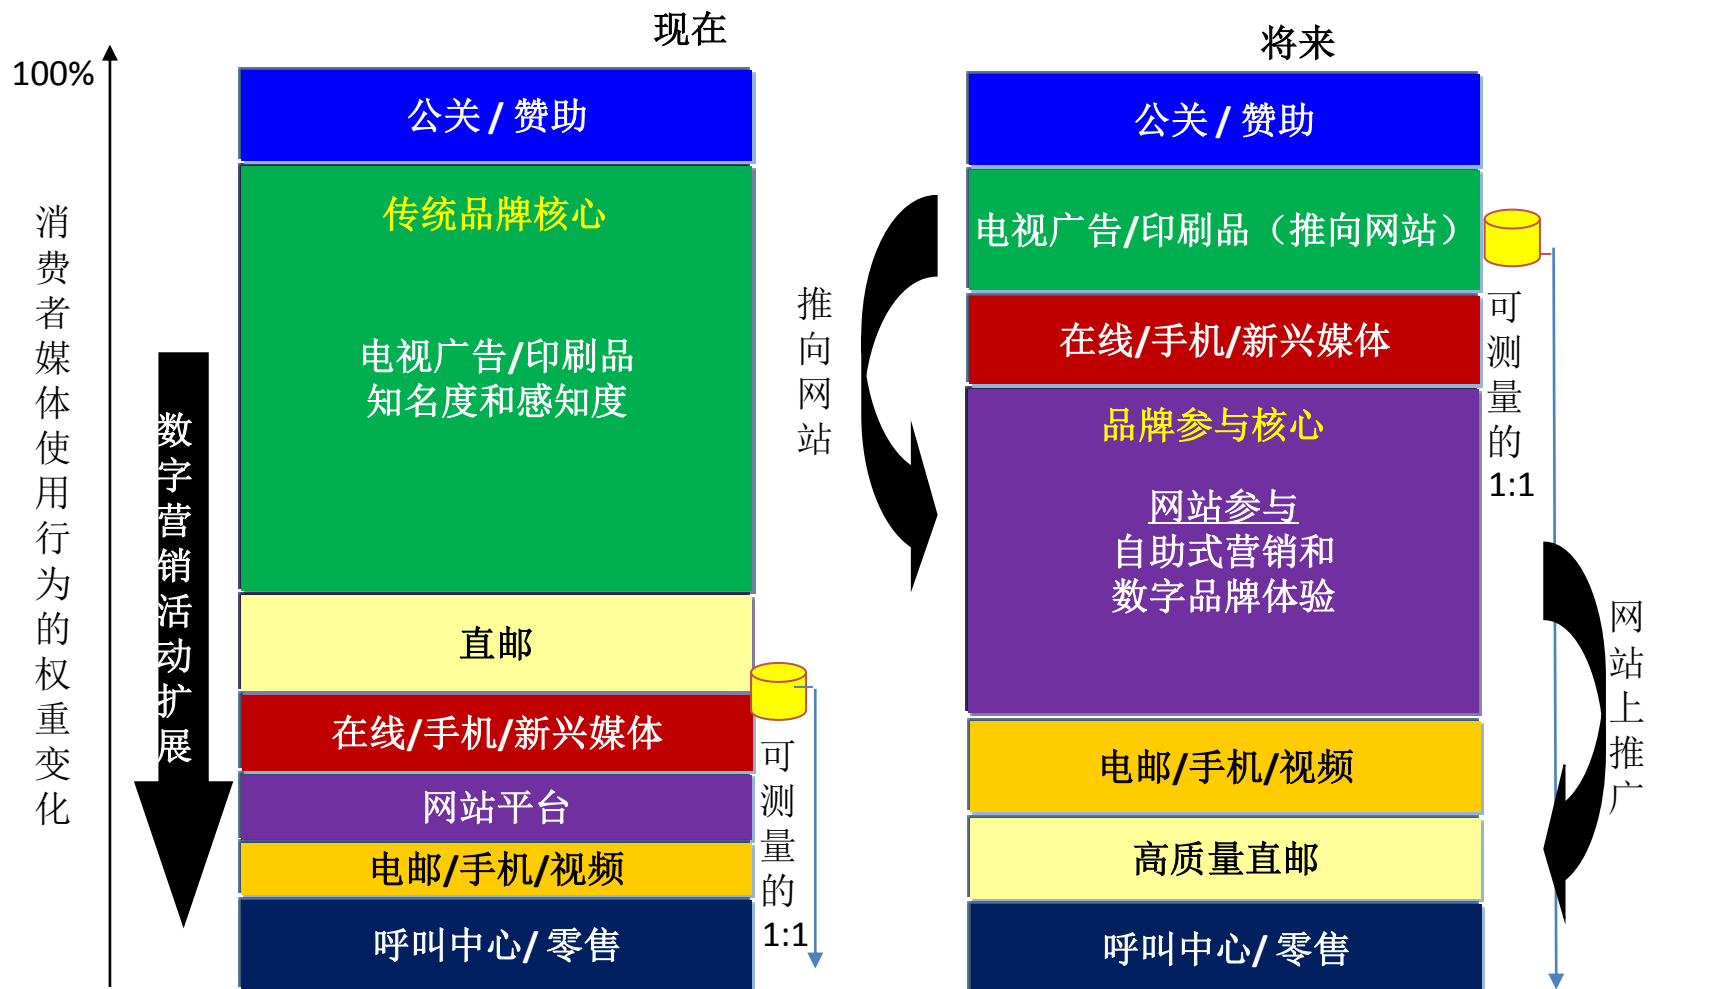 现在
将来
100%
消费者媒体使用行为的权重变化
数字营销活动扩展
公关 / 赞助
传统品牌核心
电视广告/印刷品
知名度和感知度
直邮
在线/手机/新兴媒体
网站平台
电邮/手机/视频
呼叫中心/ 零售
可测量的
1:1
推向网站
公关 / 赞助
电视广告/印刷品（推向网站）
在线/手机/新兴媒体
品牌参与核心
网站参与
自助式营销和
数字品牌体验
电邮/手机/视频
高质量直邮
呼叫中心/ 零售
可测量的
1:1
网站上推广